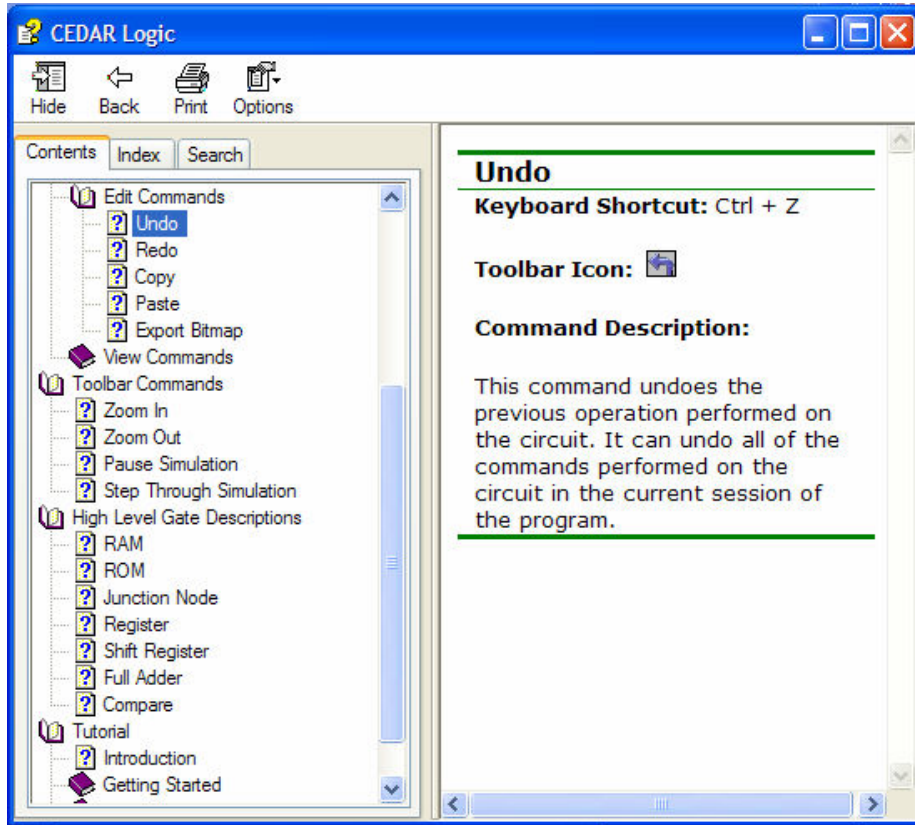 CEDAR Logic
Hide Back Print Options
Contents Index Search
Edit Commands
Undo
Redo
Copy
Paste
Export Bitmap
View Commands
Toolbar Commands
Zoom In
Zoom Out
Pause Simulation
Step Through Simulation
High Level Gate Descriptions
RAM
ROM
Junction Node
Register
Shift Register
Full Adder
Compare
Tutorial
Introduction
Getting Started
Undo
Keyboard Shortcut: Ctrl + Z
Toolbar Icon:
Command Description:
This command undoes the
previous operation performed on
the circuit. It can undo all of the
commands performed on the
circuit in the current session of
the program.